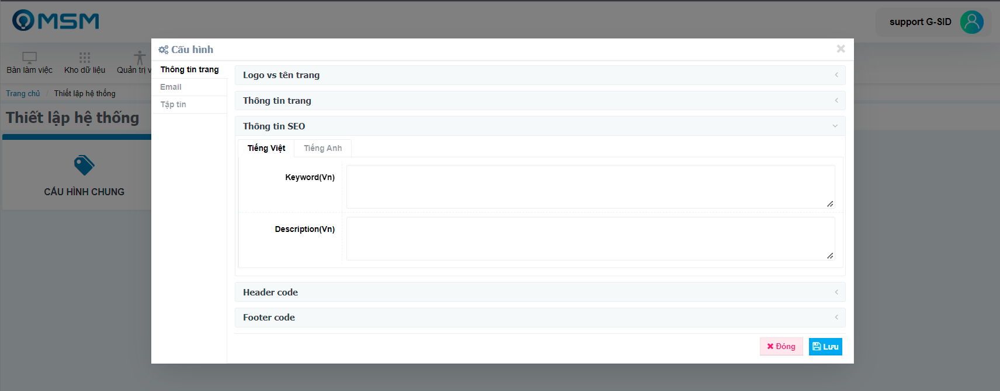 MSM
support G-SID
Cấu hình
Bàn làm việc
Kho dữ liệu
Quản trị v
Thông tin trang
Email
Tập tin
Logo vs tên trang
Thông tin trang
Thông tin SEO
Tiếng Việt
Tiếng Anh
Keyword(Vn)
Description(Vn)
Header code
Footer code
Đóng
Lưu
Trang chủ / Thiết lập hệ thống
Thiết lập hệ thống
CẤU HÌNH CHUNG